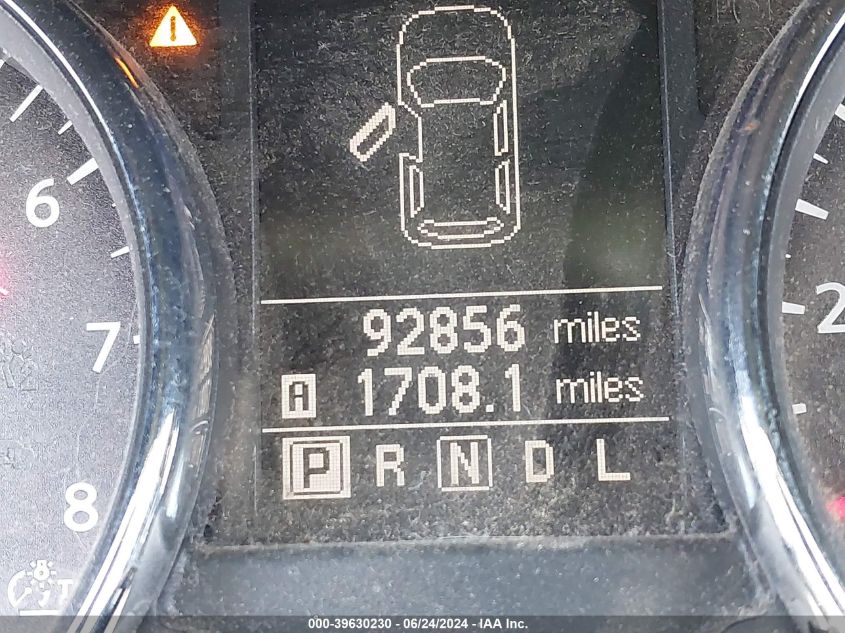 6
7
8
2
92856 miles
A 1708.1 miles
P R N D L
000-39630230 - 06/24/2024 - IAA Inc.